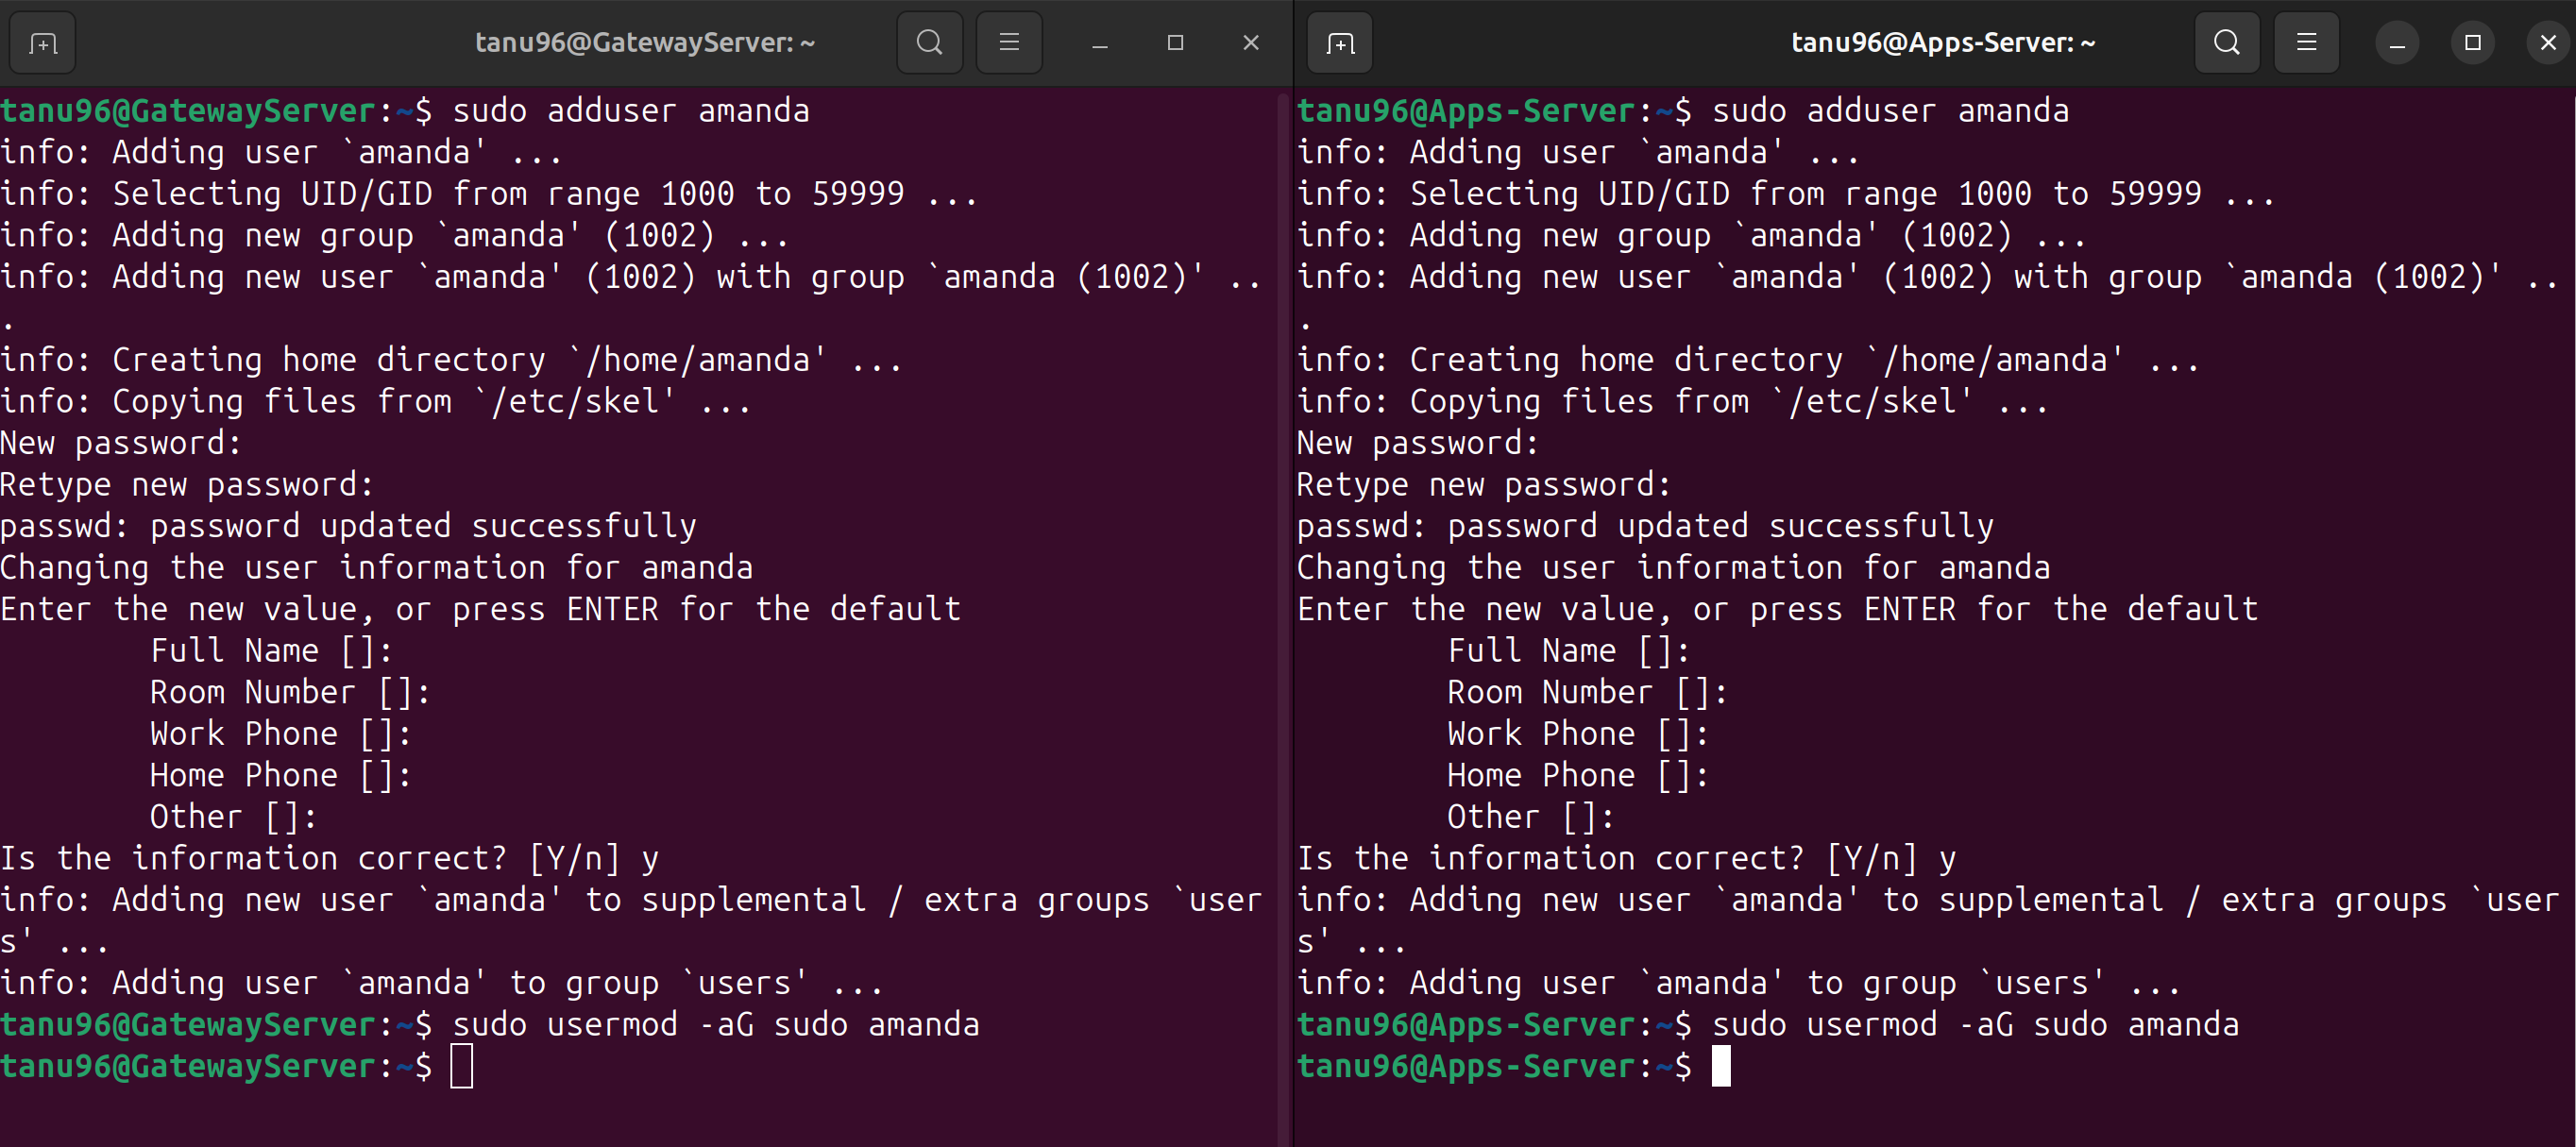 tanu96@GatewayServer: ~
tanu96@GatewayServer:~$ sudo adduser amanda
info: Adding user `amanda' ...
info: Selecting UID/GID from range 1000 to 59999 ...
info: Adding new group `amanda' (1002) ...
info: Adding new user `amanda' (1002) with group `amanda (1002)' ..
.
info: Creating home directory `/home/amanda' ...
info: Copying files from `/etc/skel' ...
New password:
Retype new password:
passwd: password updated successfully
Changing the user information for amanda
Enter the new value, or press ENTER for the default
Full Name []:
Room Number []:
Work Phone []:
Home Phone []:
Other []:
Is the information correct? [Y/n] y
info: Adding new user `amanda' to supplemental / extra groups `user
s' ...
info: Adding user `amanda' to group `users' ...
tanu96@GatewayServer:~$ sudo usermod -aG sudo amanda
tanu96@GatewayServer:~$
tanu96@Apps-Server: ~
tanu96@Apps-Server:~$ sudo adduser amanda
info: Adding user `amanda' ...
info: Selecting UID/GID from range 1000 to 59999 ...
info: Adding new group `amanda' (1002) ...
info: Adding new user `amanda' (1002) with group `amanda (1002)' ..
.
info: Creating home directory `/home/amanda' ...
info: Copying files from `/etc/skel' ...
New password:
Retype new password:
passwd: password updated successfully
Changing the user information for amanda
Enter the new value, or press ENTER for the default
Full Name []:
Room Number []:
Work Phone []:
Home Phone []:
Other []:
Is the information correct? [Y/n] y
info: Adding new user `amanda' to supplemental / extra groups `user
s' ...
info: Adding user `amanda' to group `users' ...
tanu96@Apps-Server:~$ sudo usermod -aG sudo amanda
tanu96@Apps-Server:~$